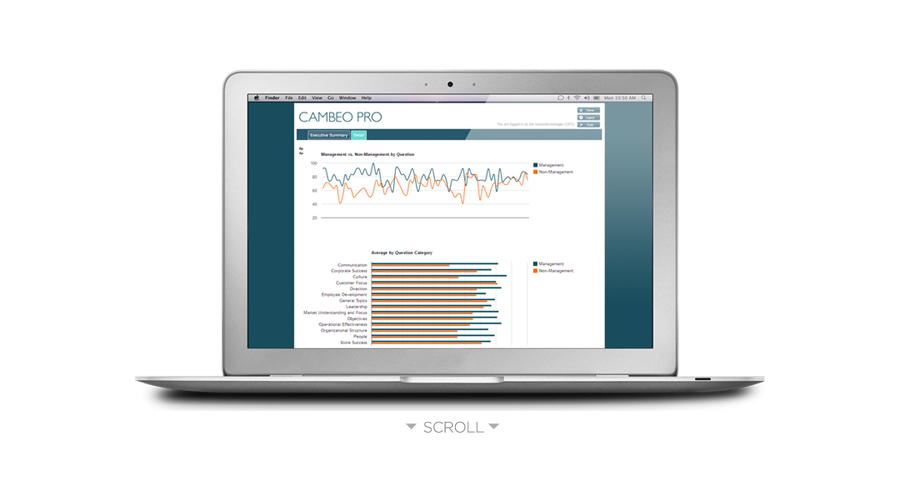 Finder File Edit View Go Window Help
Mon 10:50 AM
CAMBEO PRO
Executive Summary Detail
Management vs. Non-Management by Question
100
80
60
40
20
Management
Non-Management
Average by Question Category
Management
Non-Management
Communication
Corporate Success
Culture
Customer Focus
Direction
Employee Development
General Topics
Leadership
Market Understanding and Focus
Objectives
Operational Effectiveness
Organizational Structure
People
Store Success
SCROLL